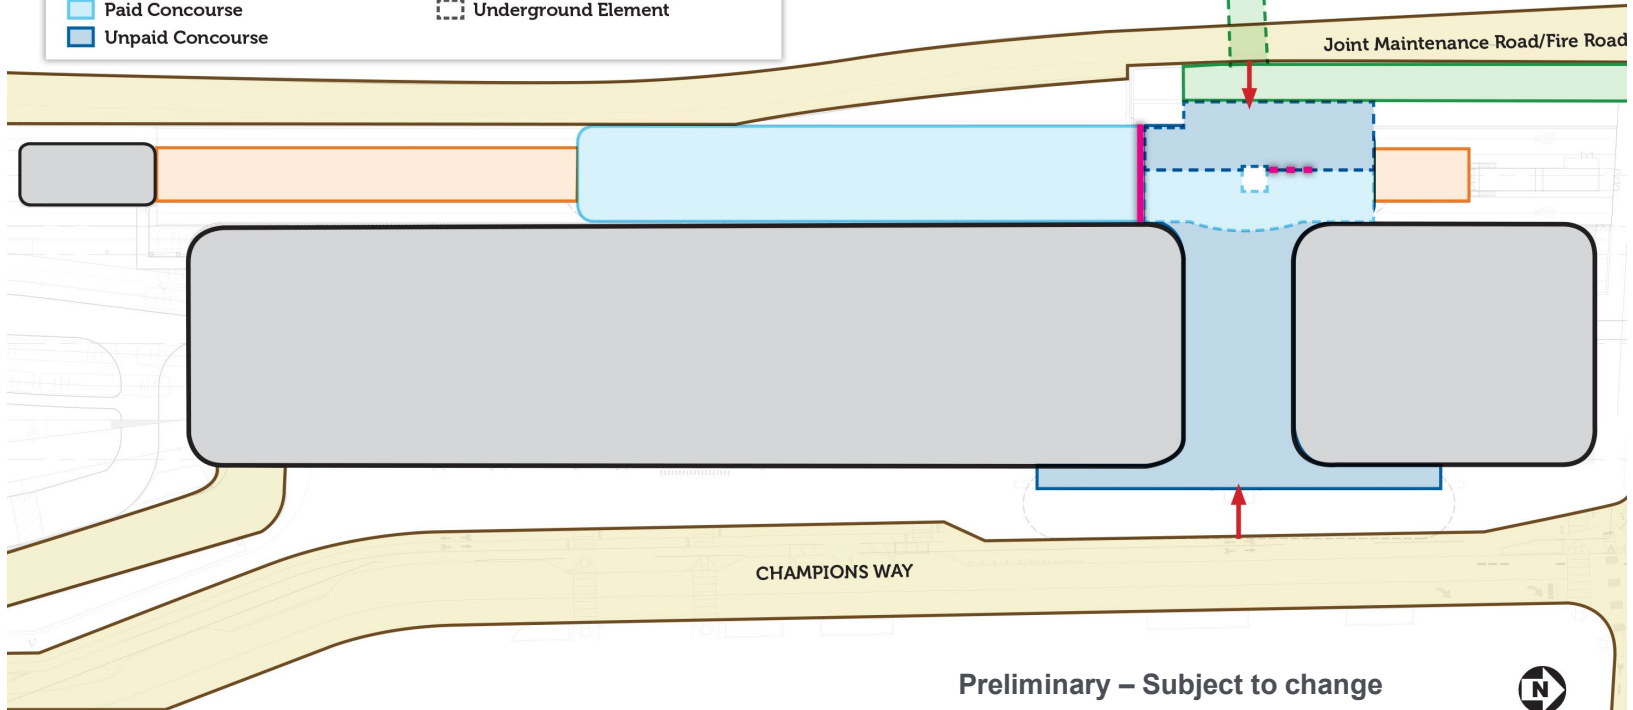 Paid Concourse
Underground Element
Unpaid Concourse
Joint Maintenance Road/Fire Road
CHAMPIONS WAY
Preliminary – Subject to change
N